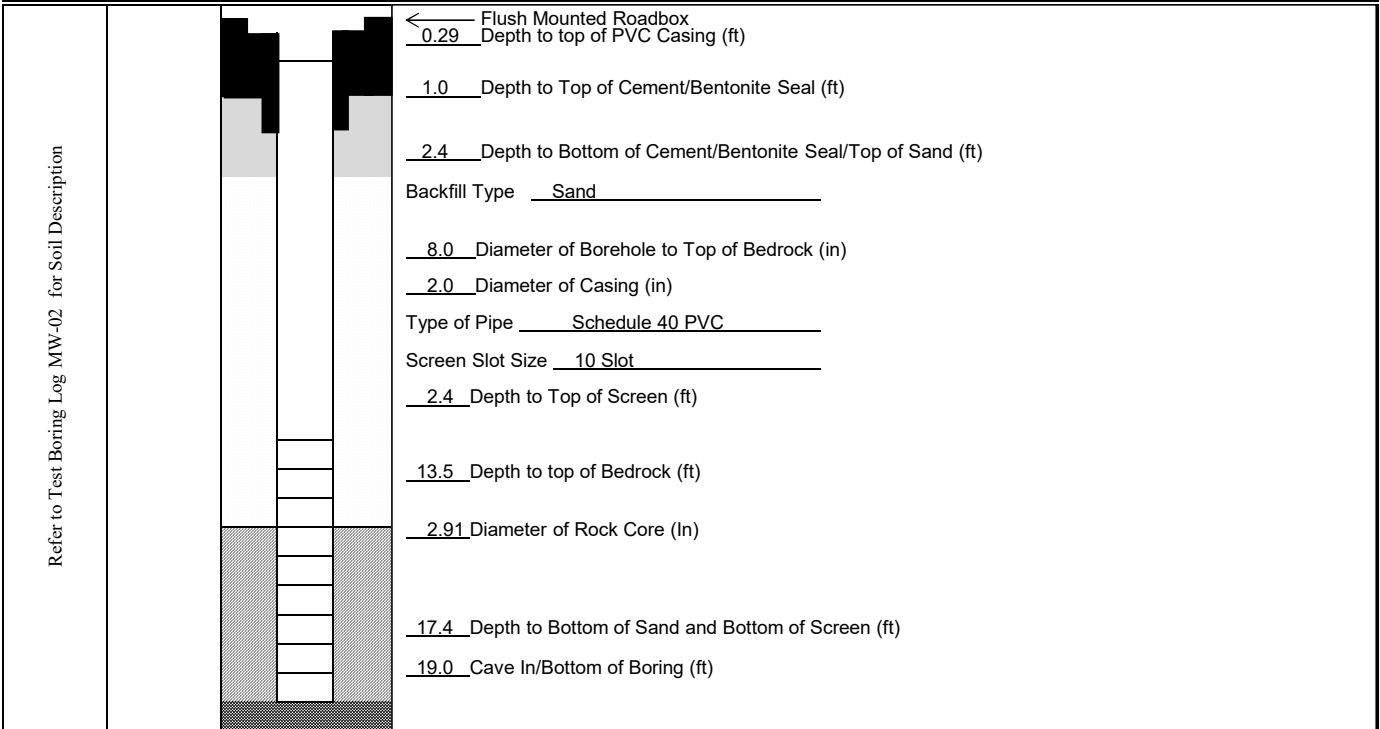 Refer to Test Boring Log MW-02 for Soil Description
Flush Mounted Roadbox
0.29 Depth to top of PVC Casing (ft)
1.0 Depth to Top of Cement/Bentonite Seal (ft)
2.4 Depth to Bottom of Cement/Bentonite Seal/Top of Sand (ft)
Backfill Type Sand
8.0 Diameter of Borehole to Top of Bedrock (in)
2.0 Diameter of Casing (in)
Type of Pipe Schedule 40 PVC
Screen Slot Size 10 Slot
2.4 Depth to Top of Screen (ft)
13.5 Depth to top of Bedrock (ft)
2.91 Diameter of Rock Core (In)
17.4 Depth to Bottom of Sand and Bottom of Screen (ft)
19.0 Cave In/Bottom of Boring (ft)